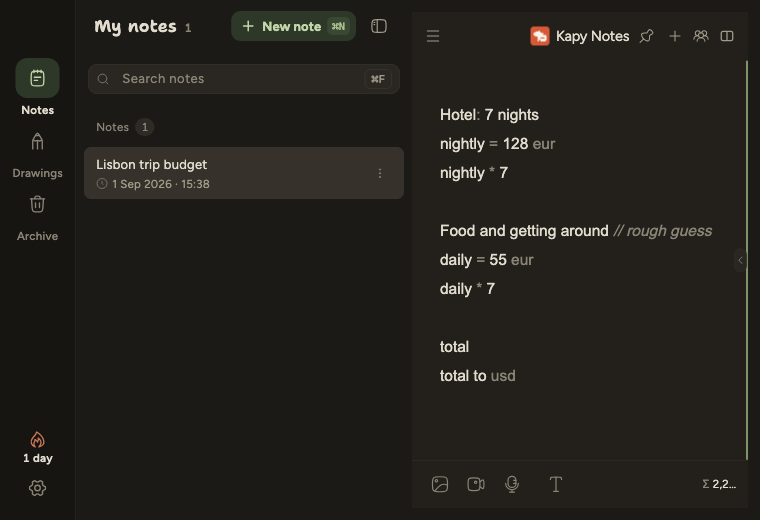 My notes 1
+ New note ⌘N
Search notes ⌘F
Notes
Drawings
Archive
1 day
Notes 1
Lisbon trip budget
1 Sep 2026 · 15:38
Kapy Notes
Hotel: 7 nights
nightly = 128 eur
nightly * 7
Food and getting around // rough guess
daily = 55 eur
daily * 7
total
total to usd
Σ 2,2...